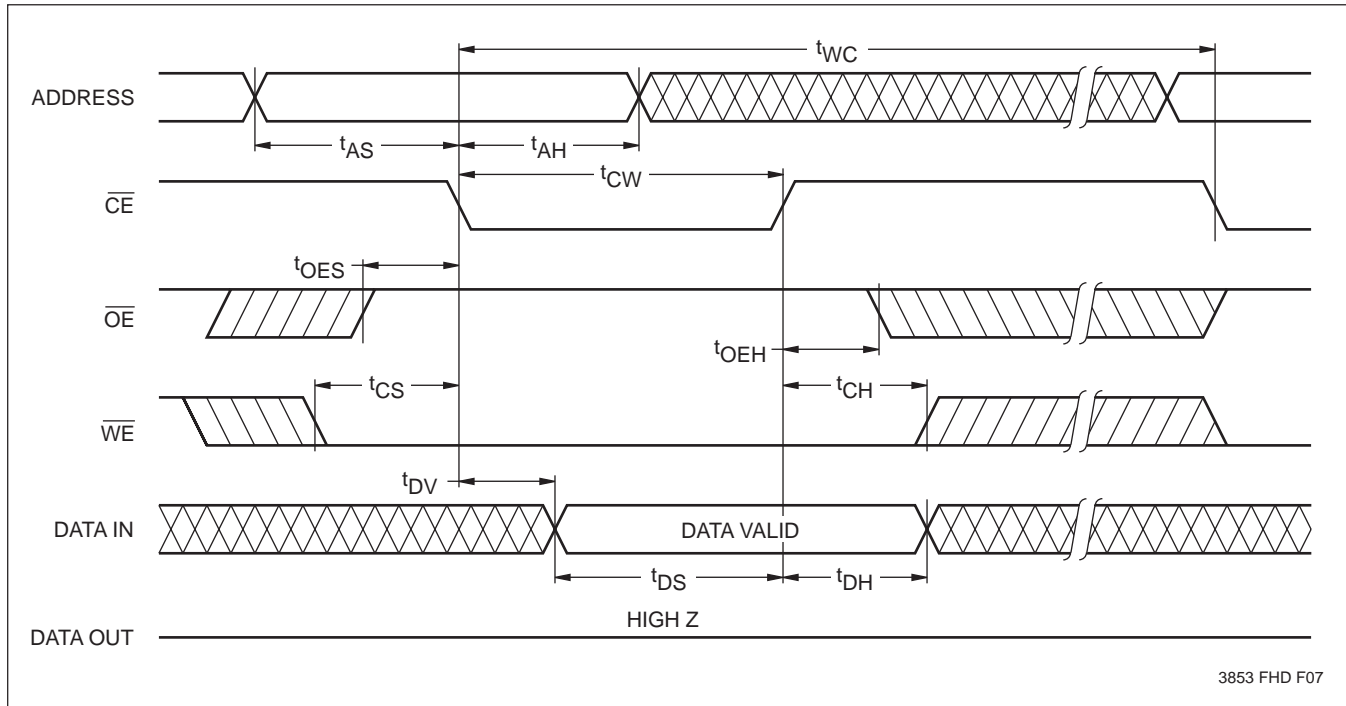 tWC
ADDRESS
tAS
tAH
tCW
CE
tOES
OE
tOEH
tCS
tCH
WE
tDV
DATA IN
DATA VALID
tDS
tDH
HIGH Z
DATA OUT
3853 FHD F07